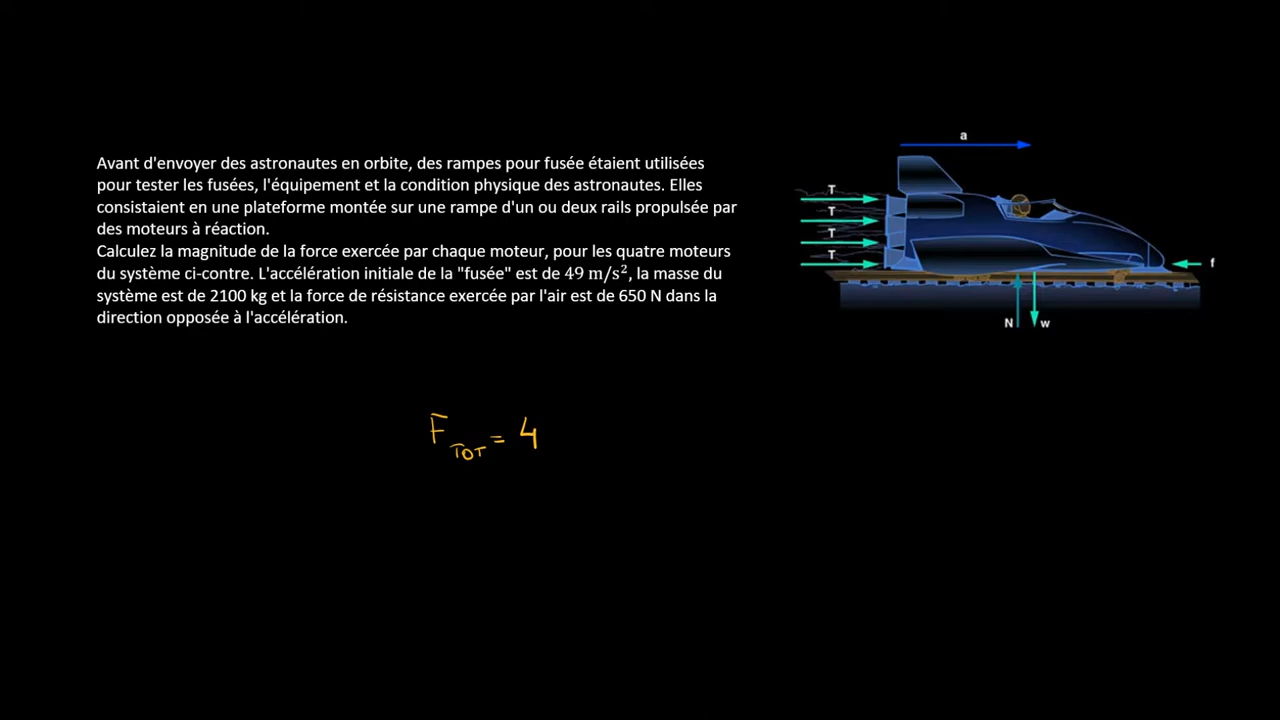 Avant d'envoyer des astronautes en orbite, des rampes pour fusée étaient utilisées
pour tester les fusées, l'équipement et la condition physique des astronautes. Elles
consistaient en une plateforme montée sur une rampe d'un ou deux rails propulsée par
des moteurs à réaction.
Calculez la magnitude de la force exercée par chaque moteur, pour les quatre moteurs
du système ci-contre. L'accélération initiale de la "fusée" est de 49 m/s², la masse du
système est de 2100 kg et la force de résistance exercée par l'air est de 650 N dans la
direction opposée à l'accélération.
a
T
T
T
T
f
N
w
F_TOT = 4